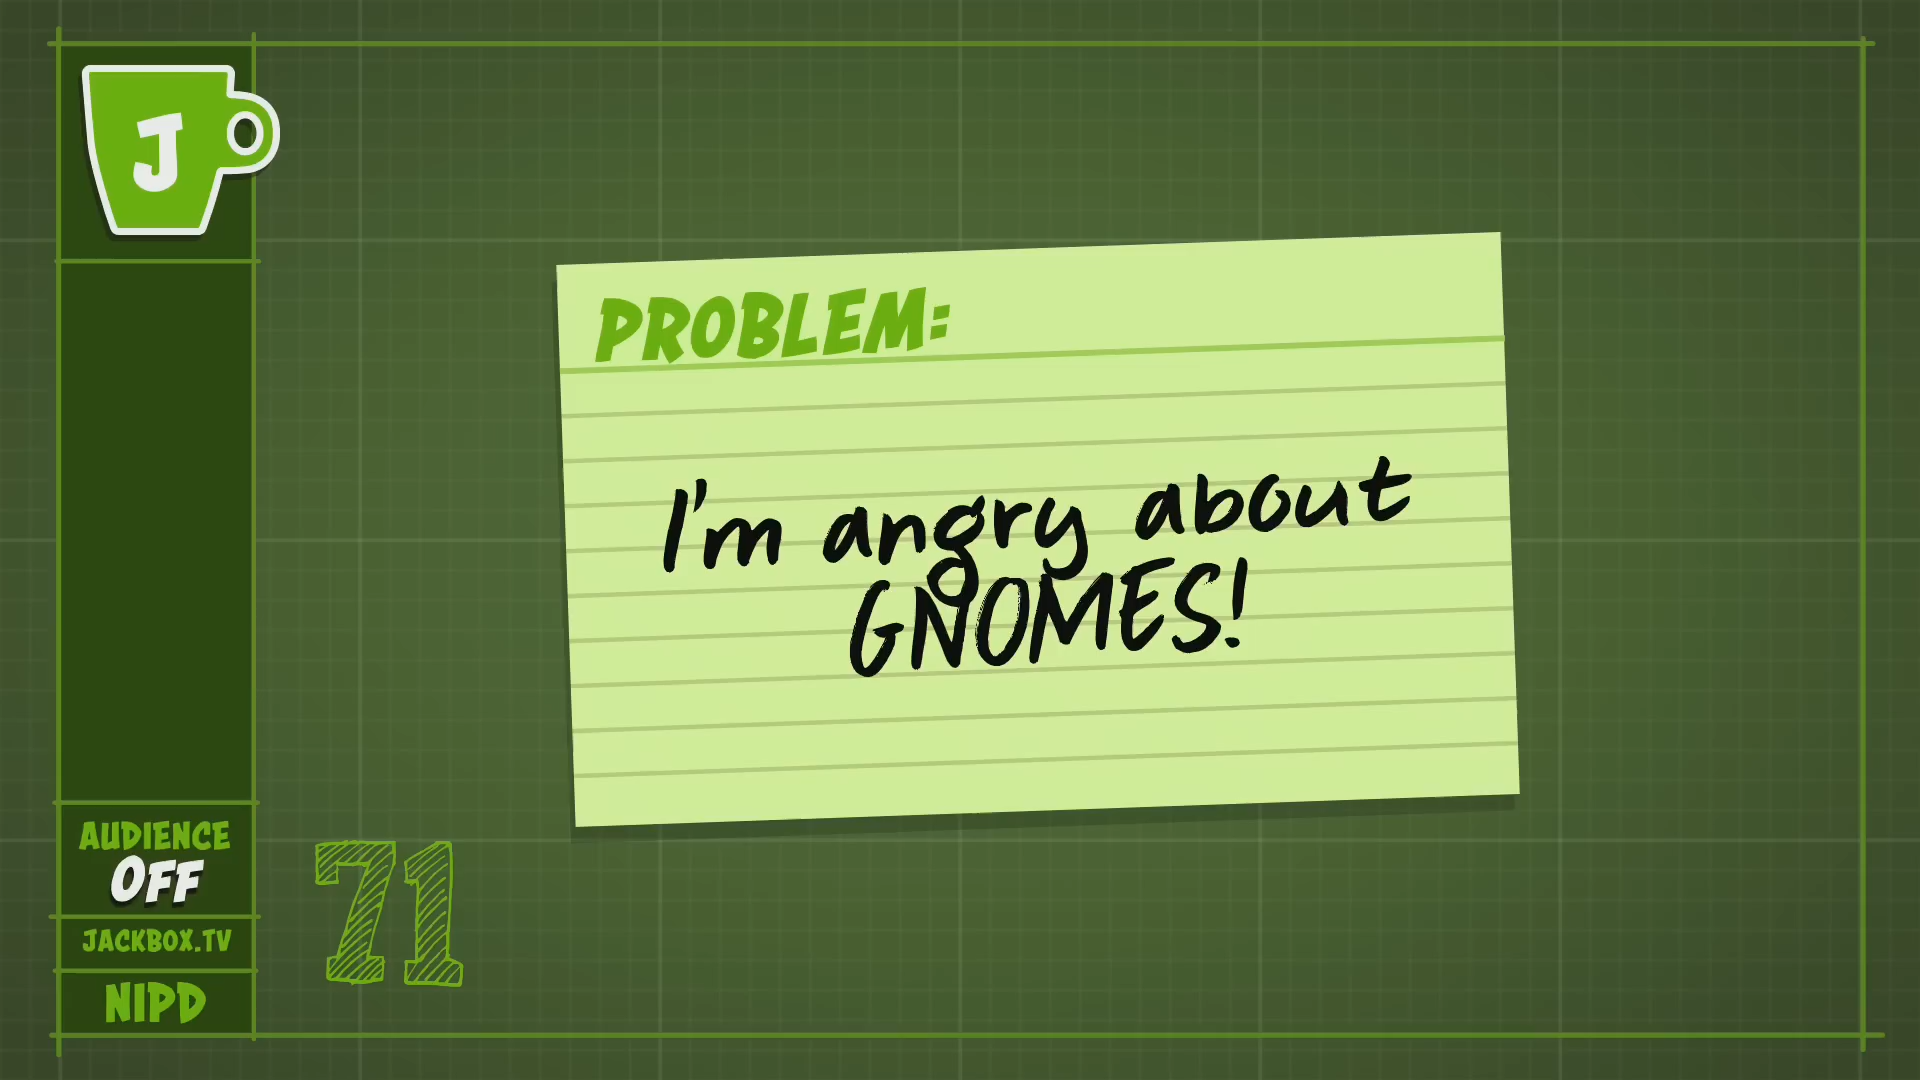 J
PROBLEM:
I'm angry about
GNOMES!
AUDIENCE
OFF
JACKBOX.TV
NIPD
71